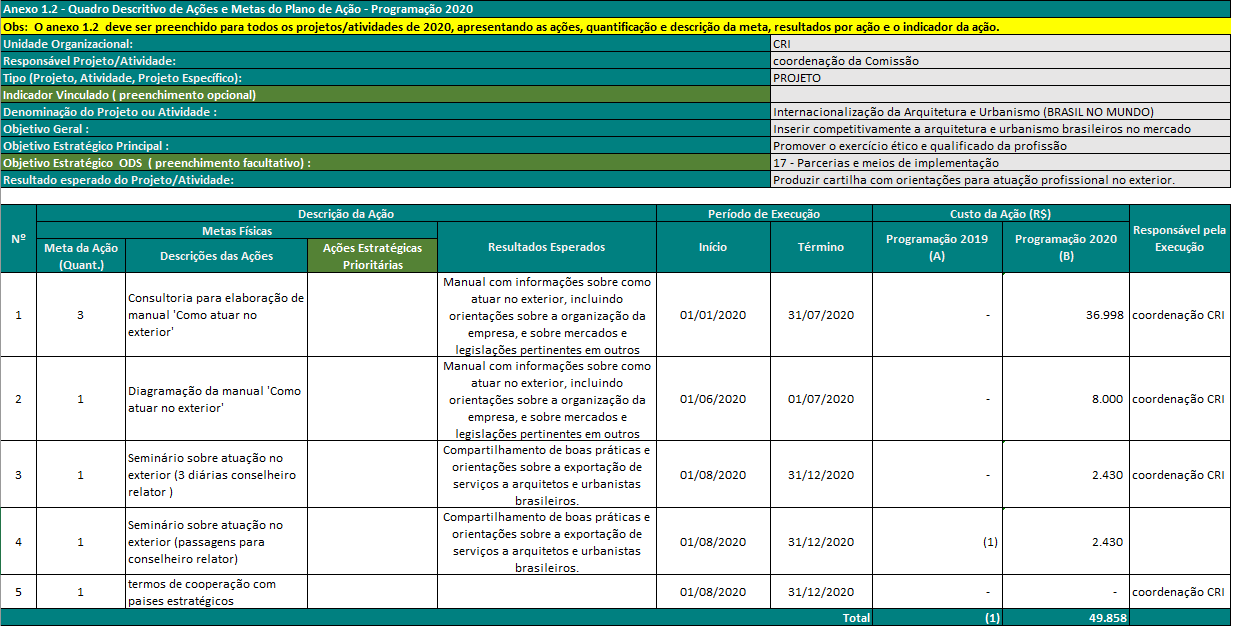 Anexo 1.2 - Quadro Descritivo de Ações e Metas do Plano de Ação - Programação 2020
Obs: O anexo 1.2 deve ser preenchido para todos os projetos/atividades de 2020, apresentando as ações, quantificação e descrição da meta, resultados por ação e o indicador da ação.
Unidade Organizacional: CRI
Responsável Projeto/Atividade: coordenação da Comissão
Tipo (Projeto, Atividade, Projeto Específico): PROJETO
Indicador Vinculado ( preenchimento opcional)
Denominação do Projeto ou Atividade : Internacionalização da Arquitetura e Urbanismo (BRASIL NO MUNDO)
Objetivo Geral : Inserir competitivamente a arquitetura e urbanismo brasileiros no mercado
Objetivo Estratégico Principal : Promover o exercício ético e qualificado da profissão
Objetivo Estratégico ODS ( preenchimento facultativo) : 17 - Parcerias e meios de implementação
Resultado esperado do Projeto/Atividade: Produzir cartilha com orientações para atuação profissional no exterior.
Nº
Descrição da Ação
Metas Físicas
Meta da Ação
(Quant.)
Descrições das Ações
Ações Estratégicas
Prioritárias
Resultados Esperados
Período de Execução
Início
Término
Custo da Ação (R$)
Programação 2019
(A)
Programação 2020
(B)
Responsável pela
Execução
1
3
Consultoria para elaboração de
manual 'Como atuar no
exterior'
Manual com informações sobre como
atuar no exterior, incluindo
orientações sobre a organização da
empresa, e sobre mercados e
legislações pertinentes em outros
01/01/2020
31/07/2020
-
36.998
coordenação CRI
2
1
Diagramação da manual 'Como
atuar no exterior'
Manual com informações sobre como
atuar no exterior, incluindo
orientações sobre a organização da
empresa, e sobre mercados e
legislações pertinentes em outros
01/06/2020
01/07/2020
-
8.000
coordenação CRI
3
1
Seminário sobre atuação no
exterior (3 diárias conselheiro
relator )
Compartilhamento de boas práticas e
orientações sobre a exportação de
serviços a arquitetos e urbanistas
brasileiros.
01/08/2020
31/12/2020
-
2.430
coordenação CRI
4
1
Seminário sobre atuação no
exterior (passagens para
conselheiro relator)
Compartilhamento de boas práticas e
orientações sobre a exportação de
serviços a arquitetos e urbanistas
brasileiros.
01/08/2020
31/12/2020
(1)
2.430
5
1
termos de cooperação com
paises estratégicos
01/08/2020
31/12/2020
-
-
coordenação CRI
Total
(1)
49.858